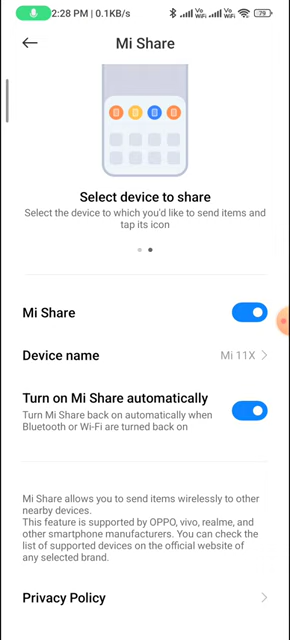 2:28 PM | 0.1KB/s Vo WiFi Vo WiFi 79
Mi Share
Select device to share
Select the device to which you'd like to send items and
tap its icon
Mi Share
Device name Mi 11X
Turn on Mi Share automatically
Turn Mi Share back on automatically when
Bluetooth or Wi-Fi are turned back on
Mi Share allows you to send items wirelessly to other
nearby devices.
This feature is supported by OPPO, vivo, realme, and
other smartphone manufacturers. You can check the
list of supported devices on the official website of
any selected brand.
Privacy Policy